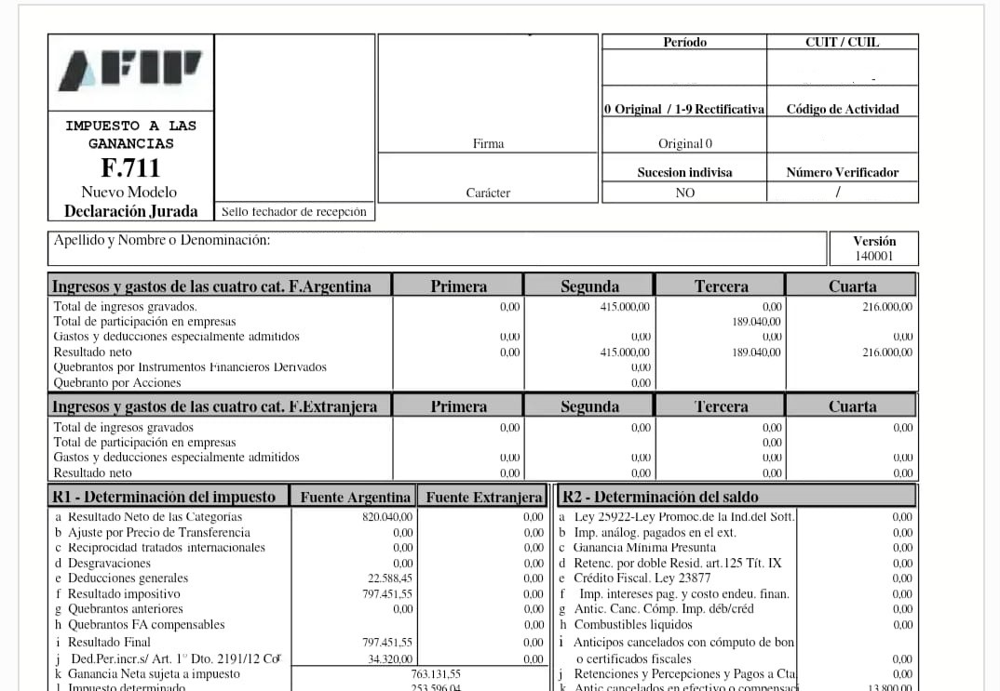 AFIP
IMPUESTO A LAS
GANANCIAS
F.711
Nuevo Modelo
Declaración Jurada
Sello fechador de recepción
Firma
Carácter
Período CUIT / CUIL
0 Original / 1-9 Rectificativa Código de Actividad
Original 0
Sucesion indivisa Número Verificador
NO /
Apellido y Nombre o Denominación:
Versión
140001
Ingresos y gastos de las cuatro cat. F.Argentina Primera Segunda Tercera Cuarta
Total de ingresos gravados. 0,00 415.000,00 0,00 216.000,00
Total de participación en empresas 189.040,00
Gastos y deducciones especialmente admitidos 0,00 0,00 0,00 0,00
Resultado neto 0,00 415.000,00 189.040,00 216.000,00
Quebrantos por Instrumentos Financieros Derivados 0,00
Quebranto por Acciones 0,00
Ingresos y gastos de las cuatro cat. F.Extranjera Primera Segunda Tercera Cuarta
Total de ingresos gravados 0,00 0,00 0,00 0,00
Total de participación en empresas 0,00
Gastos y deducciones especialmente admitidos 0,00 0,00 0,00 0,00
Resultado neto 0,00 0,00 0,00 0,00
R1 - Determinación del impuesto Fuente Argentina Fuente Extranjera
a Resultado Neto de las Categorías 820.040,00 0,00
b Ajuste por Precio de Transferencia 0,00 0,00
c Reciprocidad tratados internacionales 0,00 0,00
d Desgravaciones 0,00 0,00
e Deducciones generales 22.588,45 0,00
f Resultado impositivo 797.451,55 0,00
g Quebrantos anteriores 0,00 0,00
h Quebrantos FA compensables 0,00
i Resultado Final 797.451,55 0,00
j Ded.Per.incr.s/ Art. 1° Dto. 2191/12 Cor 34.320,00 0,00
k Ganancia Neta sujeta a impuesto 763.131,55
l Impuesto determinado 253.596,04
R2 - Determinación del saldo
a Ley 25922-Ley Promoc.de la Ind.del Soft. 0,00
b Imp. análog. pagados en el ext. 0,00
c Ganancia Mínima Presunta 0,00
d Retenc. por doble Resid. art.125 Tít. IX 0,00
e Crédito Fiscal. Ley 23877 0,00
f Imp. intereses pag. y costo endeu. finan. 0,00
g Antic. Canc. Cómp. Imp. déb/créd 0,00
h Combustibles liquidos 0,00
i Anticipos cancelados con cómputo de bon
o certificados fiscales 0,00
j Retenciones y Percepciones y Pagos a Cta 0,00
k Antic cancelados en efectivo o compensad 13.800,00